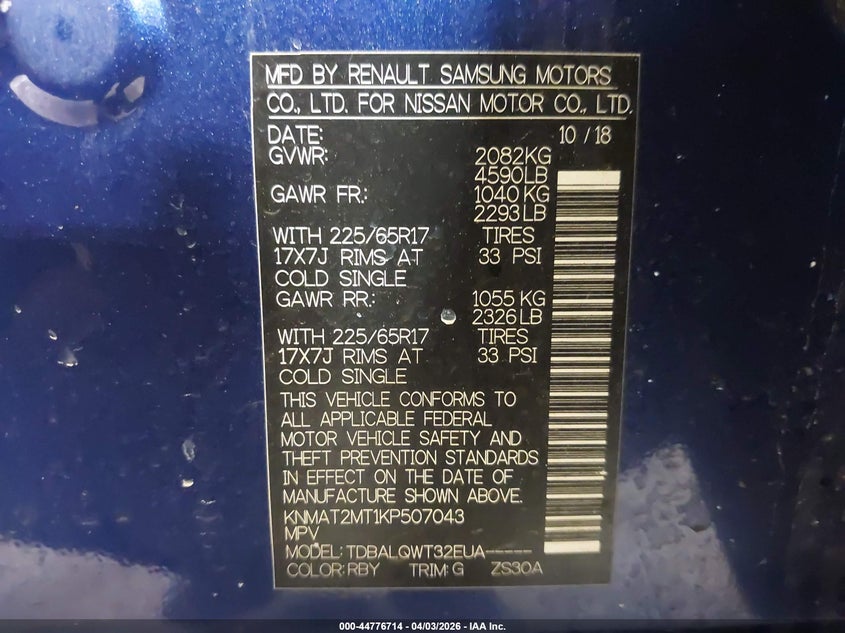 MFD BY RENAULT SAMSUNG MOTORS
CO., LTD. FOR NISSAN MOTOR CO., LTD.
DATE: 10 / 18
GVWR: 2082KG
4590LB
GAWR FR.: 1040 KG
2293 LB
WITH 225/65R17 TIRES
17X7J RIMS AT 33 PSI
COLD SINGLE
GAWR RR.: 1055 KG
2326LB
WITH 225/65R17 TIRES
17X7J RIMS AT 33 PSI
COLD SINGLE
THIS VEHICLE CONFORMS TO
ALL APPLICABLE FEDERAL
MOTOR VEHICLE SAFETY AND
THEFT PREVENTION STANDARDS
IN EFFECT ON THE DATE OF
MANUFACTURE SHOWN ABOVE.
KNMAT2MT1KP507043
MPV
MODEL: TDBALQWT32EUA-----
COLOR: RBY TRIM: G ZS30A
000-44776714 - 04/03/2026 - IAA Inc.